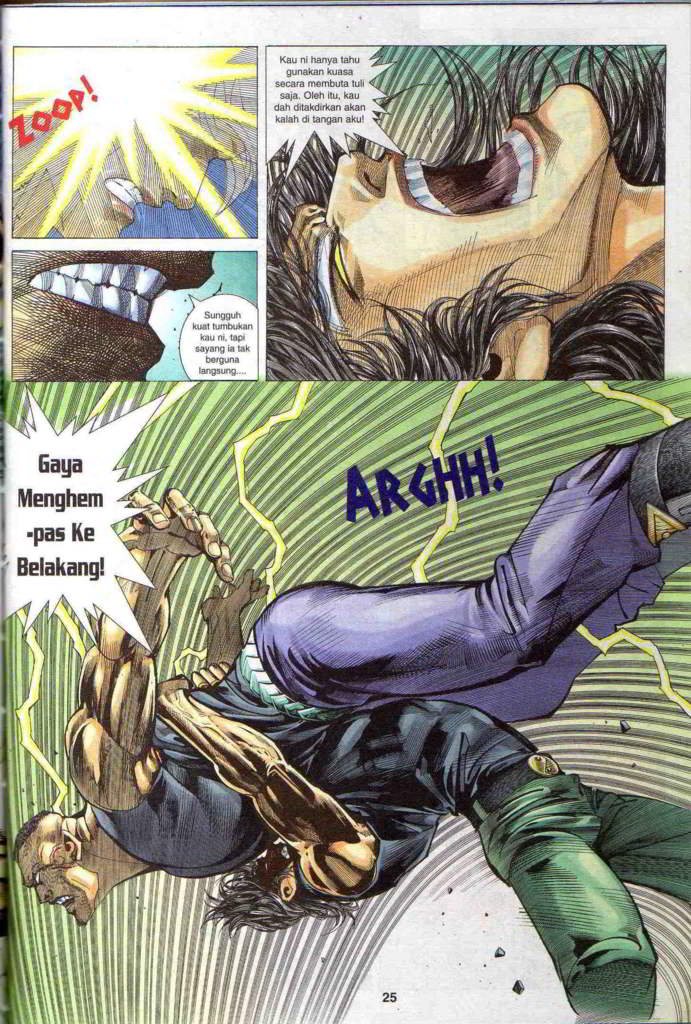 ZOOP!
Kau ni hanya tahu
gunakan kuasa
secara membuta tuli
saja. Oleh itu, kau
dah ditakdirkan akan
kalah di tangan aku!
Sungguh
kuat tumbukan
kau ni, tapi
sayang ia tak
berguna
langsung....
Gaya
Menghem
-pas Ke
Belakang!
ARGHH!
25